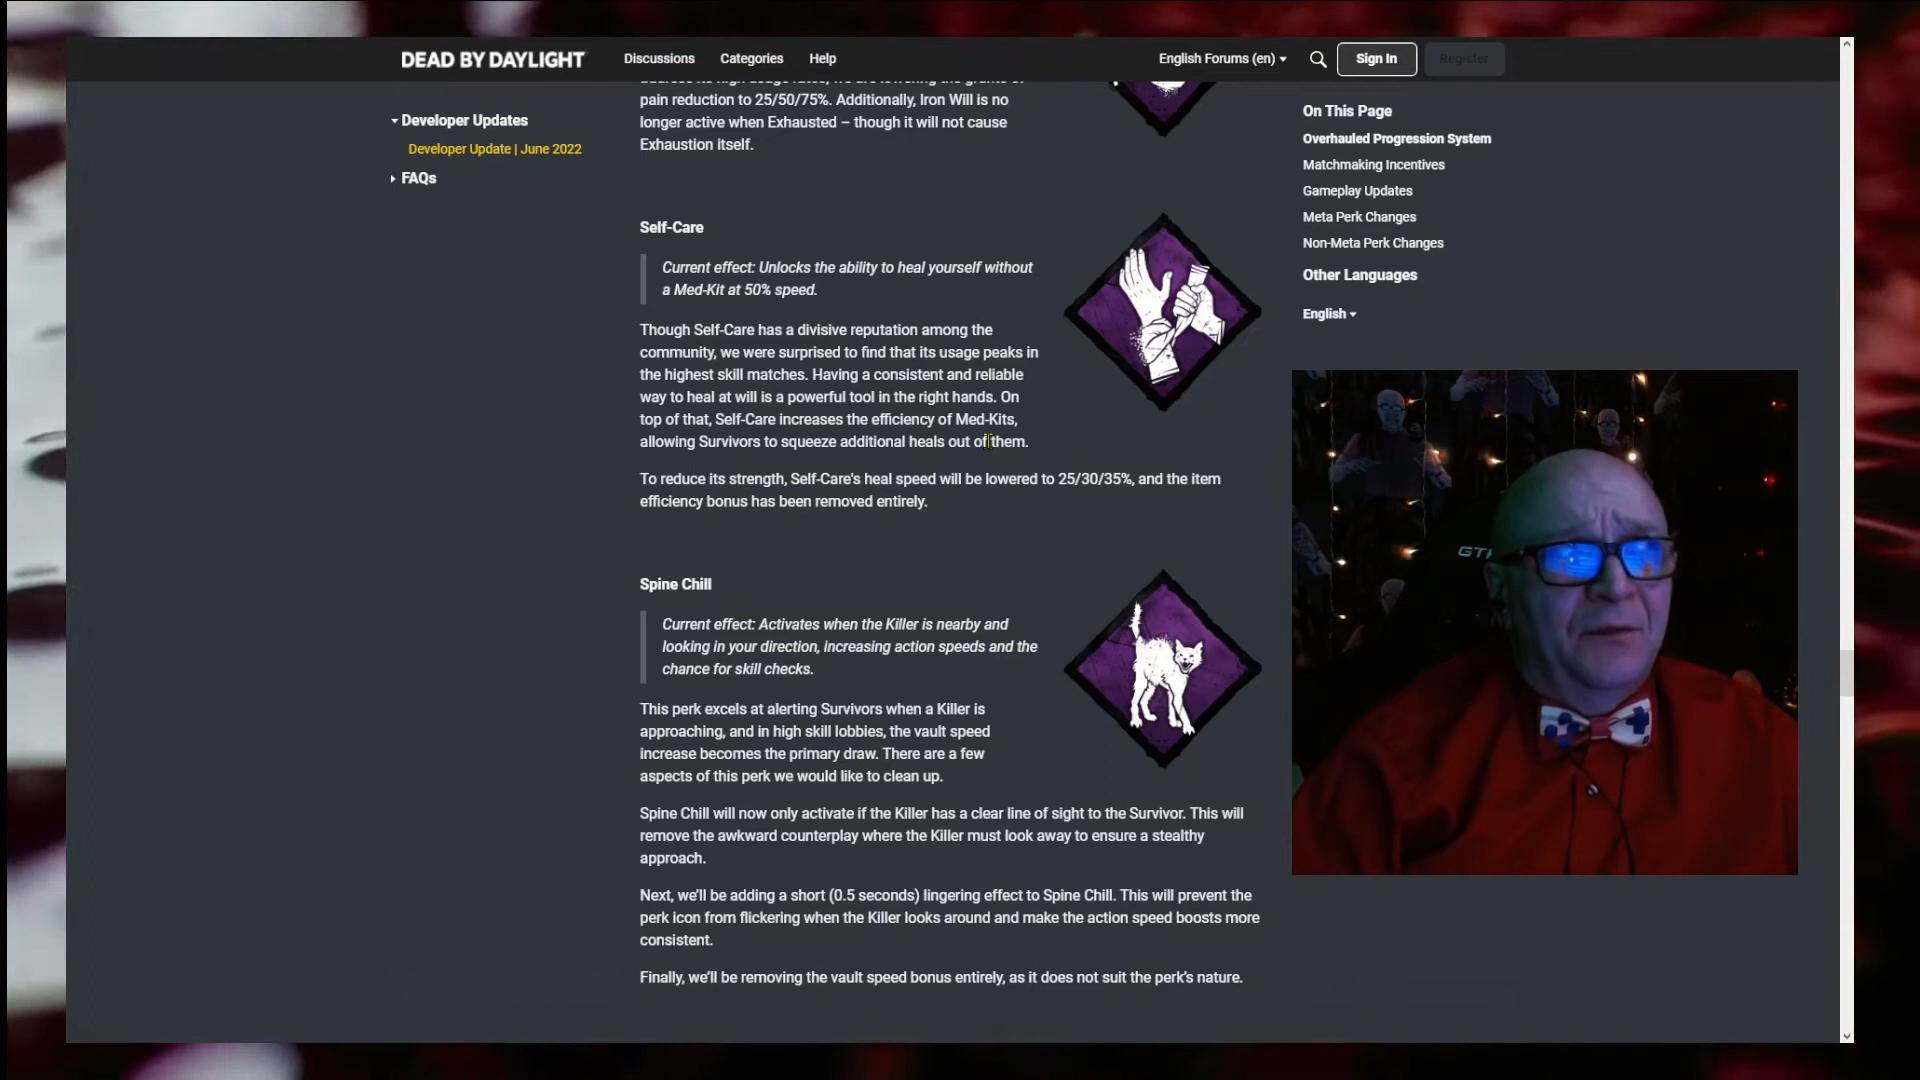 DEAD BY DAYLIGHT
Discussions
Categories
Help
English Forums (en)
Sign In
Register
Developer Updates
Developer Update | June 2022
FAQs
pain reduction to 25/50/75%. Additionally, Iron Will is no
longer active when Exhausted – though it will not cause
Exhaustion itself.
Self-Care
Current effect: Unlocks the ability to heal yourself without
a Med-Kit at 50% speed.
Though Self-Care has a divisive reputation among the
community, we were surprised to find that its usage peaks in
the highest skill matches. Having a consistent and reliable
way to heal at will is a powerful tool in the right hands. On
top of that, Self-Care increases the efficiency of Med-Kits,
allowing Survivors to squeeze additional heals out of them.
To reduce its strength, Self-Care's heal speed will be lowered to 25/30/35%, and the item
efficiency bonus has been removed entirely.
Spine Chill
Current effect: Activates when the Killer is nearby and
looking in your direction, increasing action speeds and the
chance for skill checks.
This perk excels at alerting Survivors when a Killer is
approaching, and in high skill lobbies, the vault speed
increase becomes the primary draw. There are a few
aspects of this perk we would like to clean up.
Spine Chill will now only activate if the Killer has a clear line of sight to the Survivor. This will
remove the awkward counterplay where the Killer must look away to ensure a stealthy
approach.
Next, we'll be adding a short (0.5 seconds) lingering effect to Spine Chill. This will prevent the
perk icon from flickering when the Killer looks around and make the action speed boosts more
consistent.
Finally, we'll be removing the vault speed bonus entirely, as it does not suit the perk's nature.
On This Page
Overhauled Progression System
Matchmaking Incentives
Gameplay Updates
Meta Perk Changes
Non-Meta Perk Changes
Other Languages
English